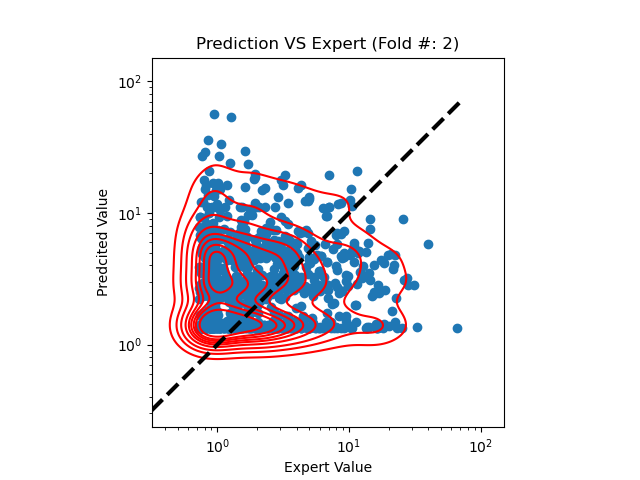 Prediction VS Expert (Fold #: 2)
10²
10¹
10⁰
Predcited Value
10⁰ 10¹ 10²
Expert Value